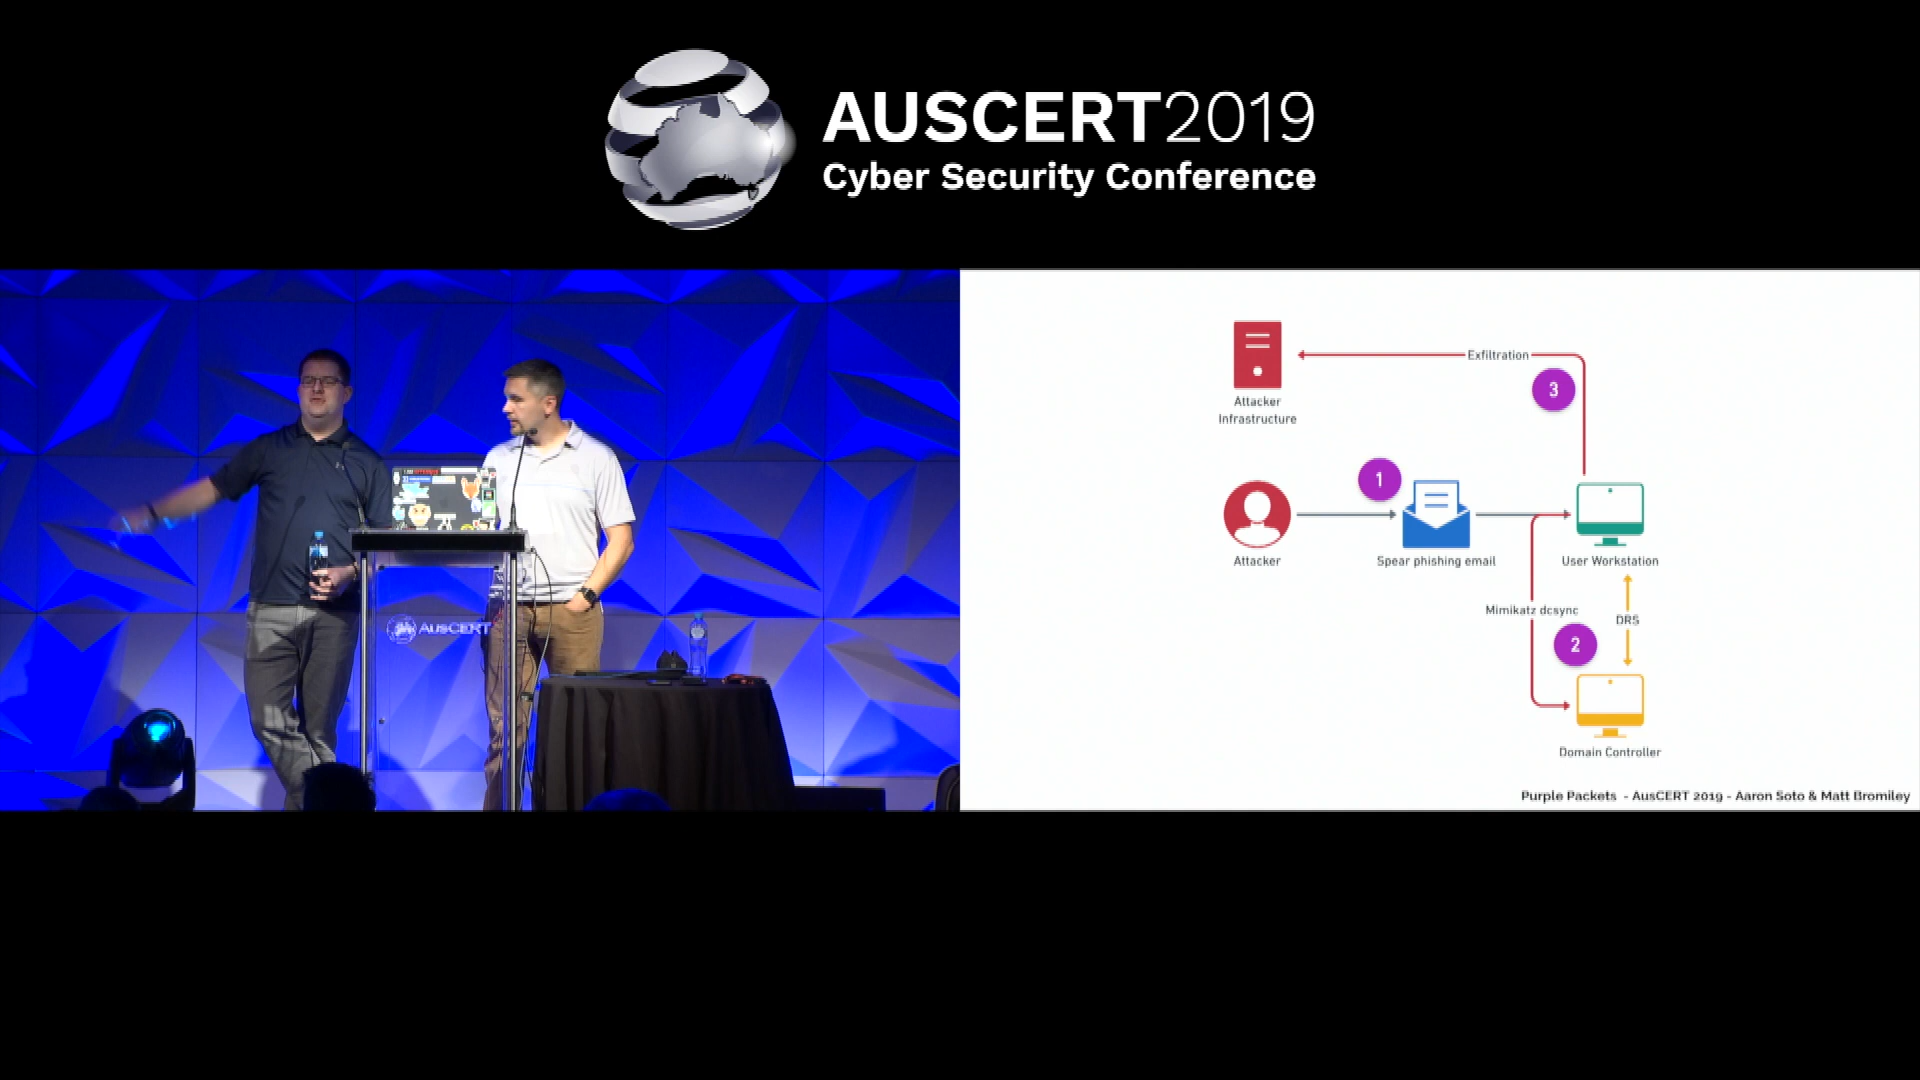 AUSCERT2019
Cyber Security Conference
Exfiltration
3
Attacker
Infrastructure
1
Attacker
Spear phishing email
User Workstation
Mimikatz dcsync
DRS
2
Domain Controller
Purple Packets - AusCERT 2019 - Aaron Soto & Matt Bromiley
AUSCERT